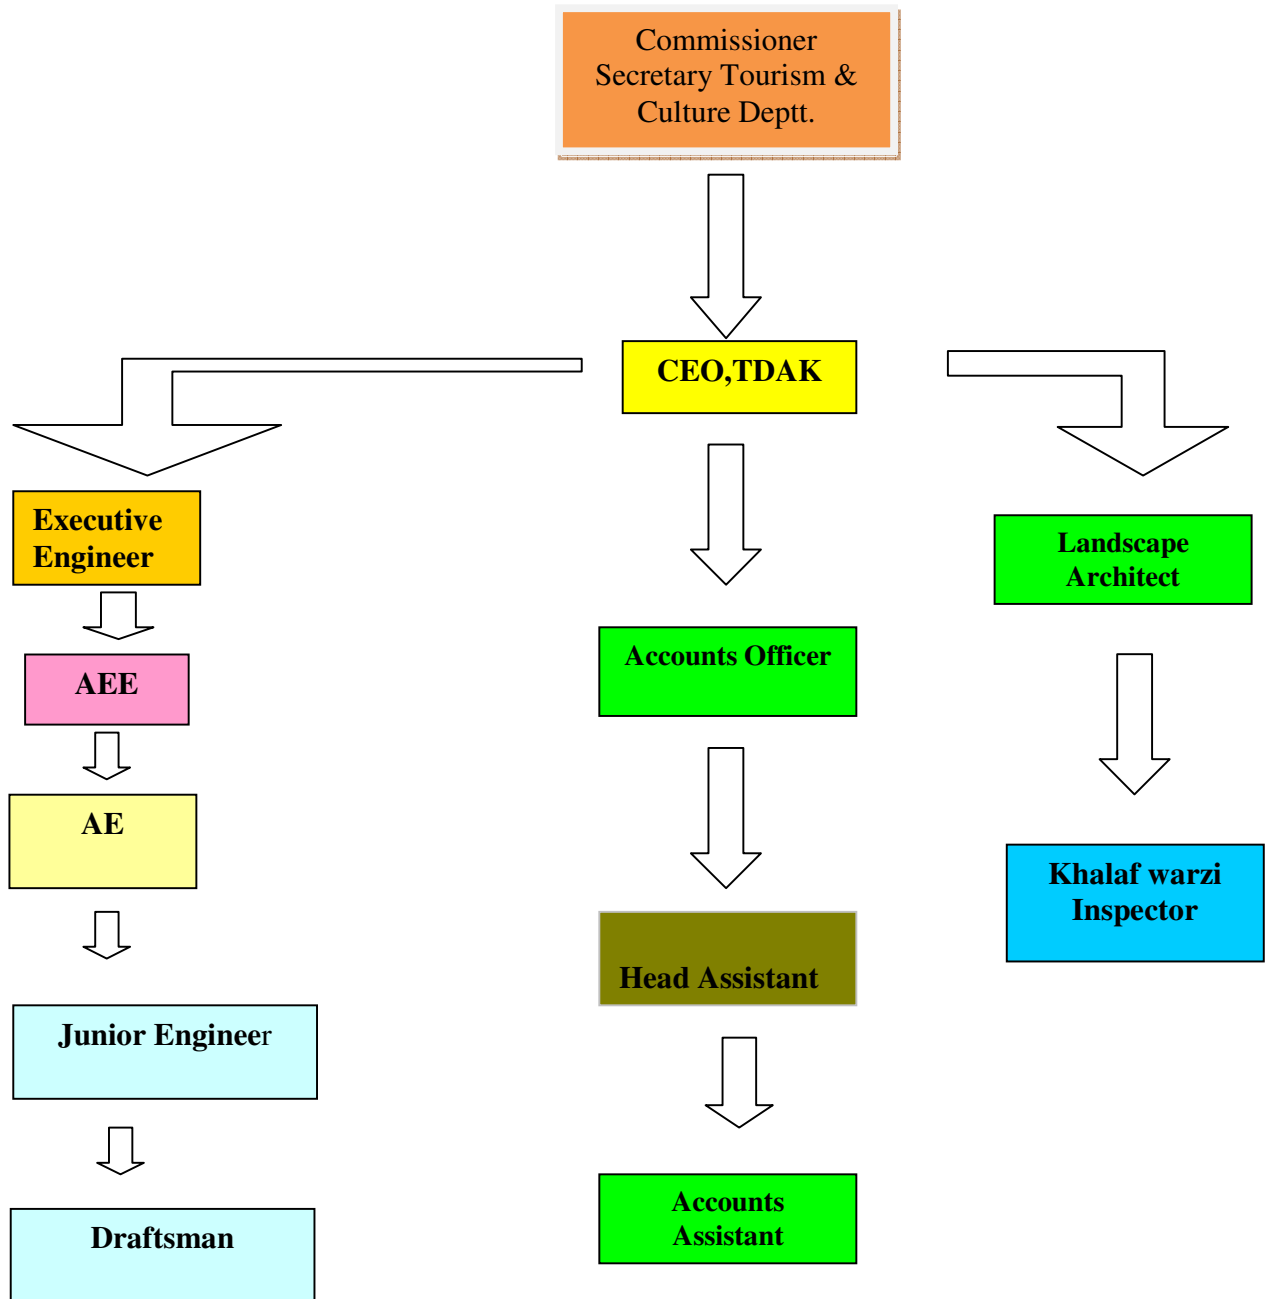 Commissioner
Secretary Tourism &
Culture Deptt.
CEO,TDAK
Executive
Engineer
Landscape
Architect
Accounts Officer
AEE
AE
Khalaf warzi
Inspector
Head Assistant
Junior Engineer
Accounts
Assistant
Draftsman